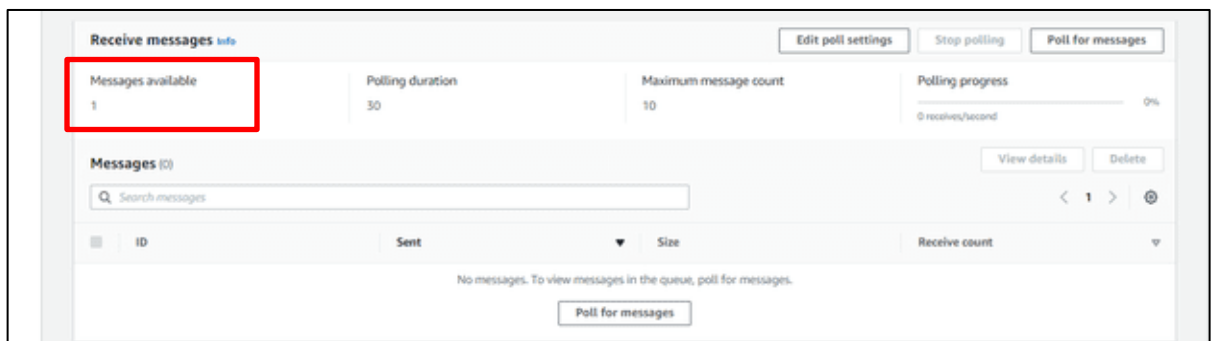 Receive messages Info
Edit poll settings
Stop polling
Poll for messages
Messages available
1
Polling duration
30
Maximum message count
10
Polling progress
0%
0 receives/second
Messages (0)
View details
Delete
Search messages
1
ID
Sent
Size
Receive count
No messages. To view messages in the queue, poll for messages.
Poll for messages